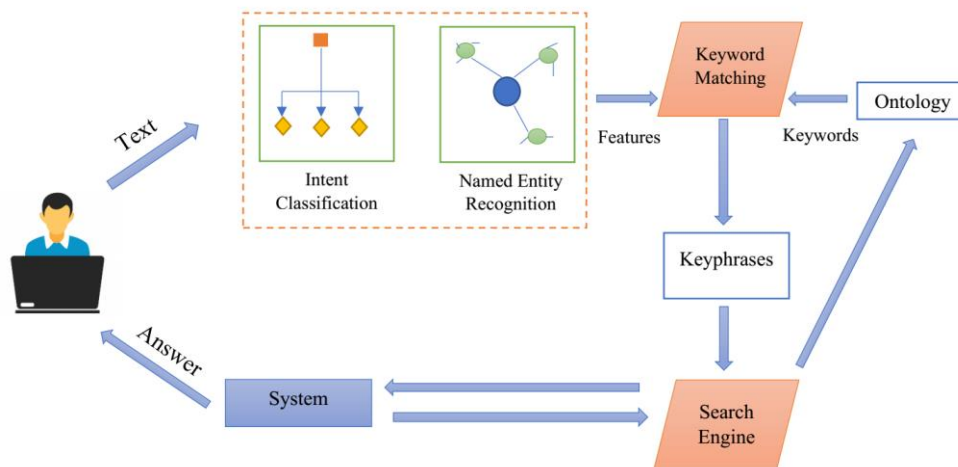 Text
Intent
Classification
Named Entity
Recognition
Features
Keyword
Matching
Keywords
Ontology
Keyphrases
Answer
System
Search
Engine